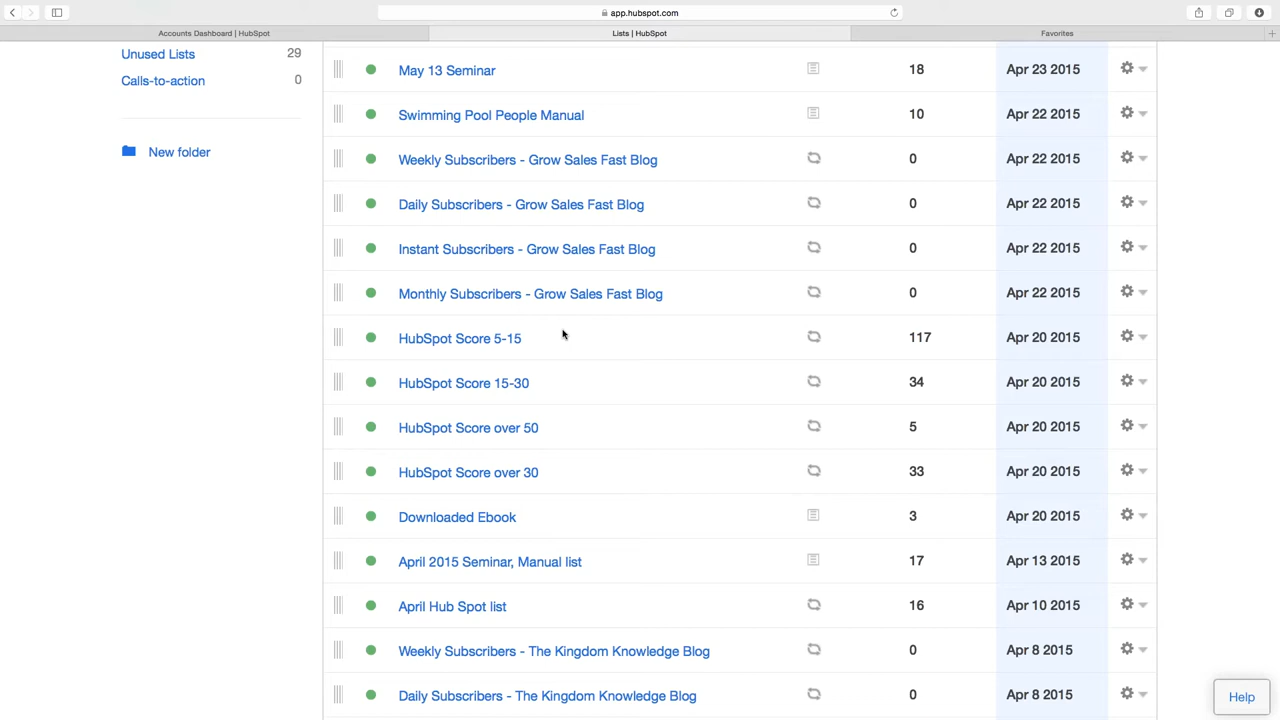 app.hubspot.com
Accounts Dashboard | HubSpot
Lists | HubSpot
Favorites
Unused Lists 29
Calls-to-action 0
New folder
May 13 Seminar 18 Apr 23 2015
Swimming Pool People Manual 10 Apr 22 2015
Weekly Subscribers - Grow Sales Fast Blog 0 Apr 22 2015
Daily Subscribers - Grow Sales Fast Blog 0 Apr 22 2015
Instant Subscribers - Grow Sales Fast Blog 0 Apr 22 2015
Monthly Subscribers - Grow Sales Fast Blog 0 Apr 22 2015
HubSpot Score 5-15 117 Apr 20 2015
HubSpot Score 15-30 34 Apr 20 2015
HubSpot Score over 50 5 Apr 20 2015
HubSpot Score over 30 33 Apr 20 2015
Downloaded Ebook 3 Apr 20 2015
April 2015 Seminar, Manual list 17 Apr 13 2015
April Hub Spot list 16 Apr 10 2015
Weekly Subscribers - The Kingdom Knowledge Blog 0 Apr 8 2015
Daily Subscribers - The Kingdom Knowledge Blog 0 Apr 8 2015
Help